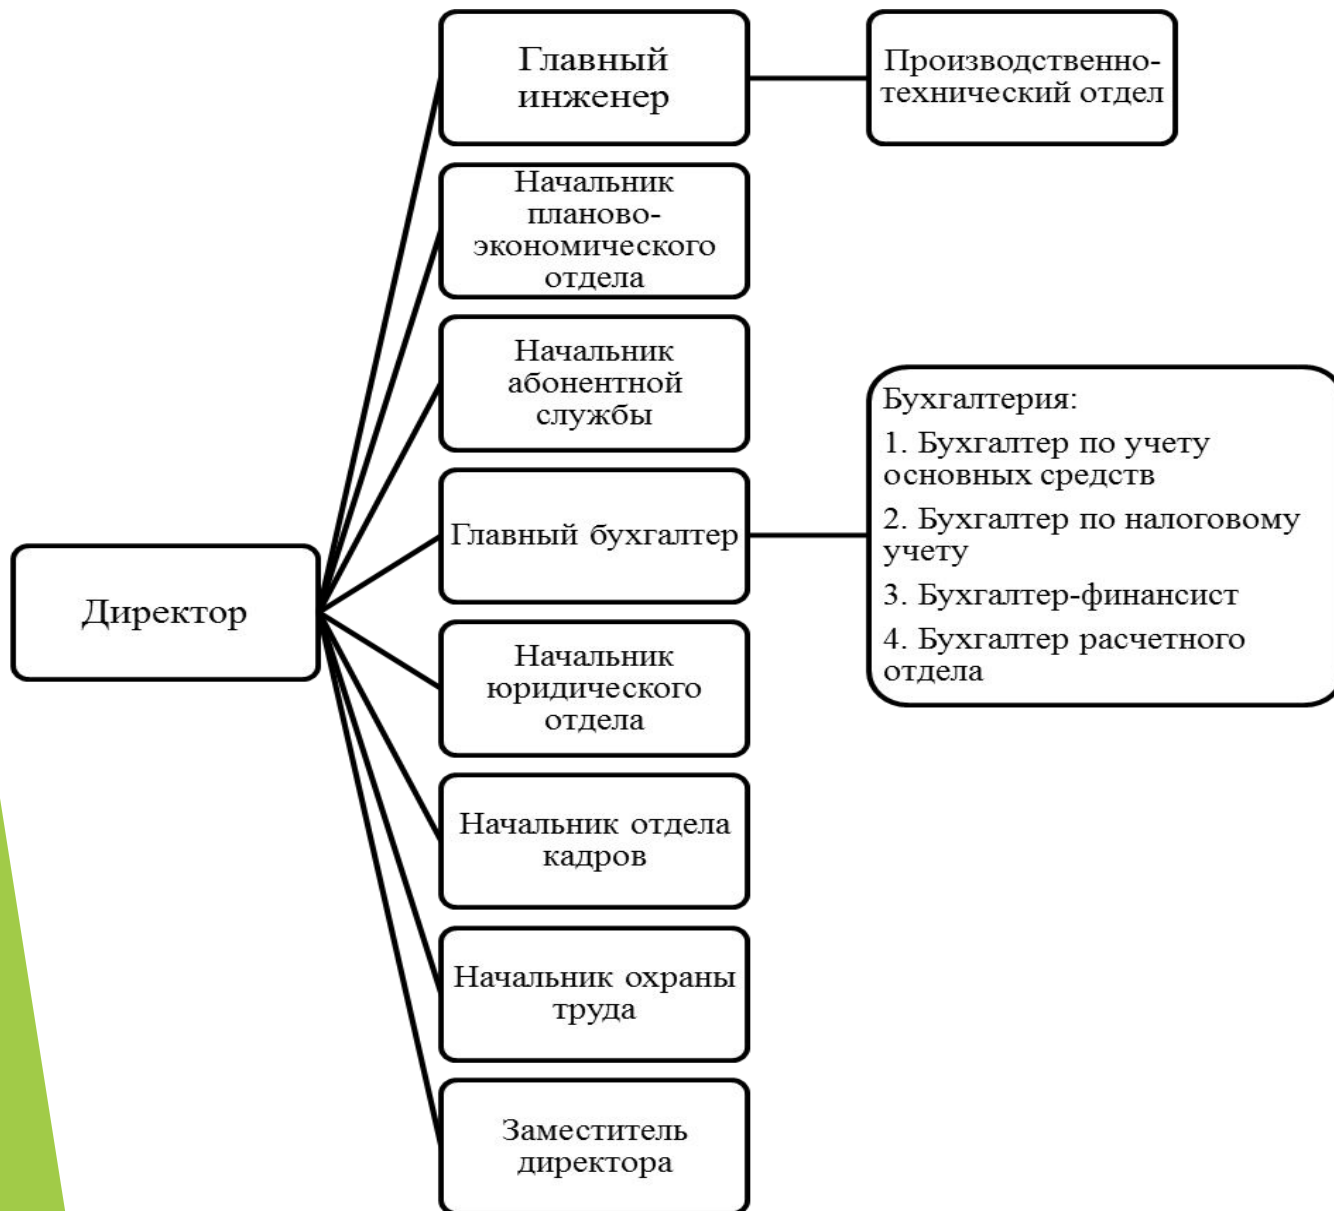 Главный
инженер
Производственно-
технический отдел
Начальник
планово-
экономического
отдела
Начальник
абонентной
службы
Главный бухгалтер
Бухгалтерия:
1. Бухгалтер по учету
основных средств
2. Бухгалтер по налоговому
учету
3. Бухгалтер-финансист
4. Бухгалтер расчетного
отдела
Директор
Начальник
юридического
отдела
Начальник отдела
кадров
Начальник охраны
труда
Заместитель
директора